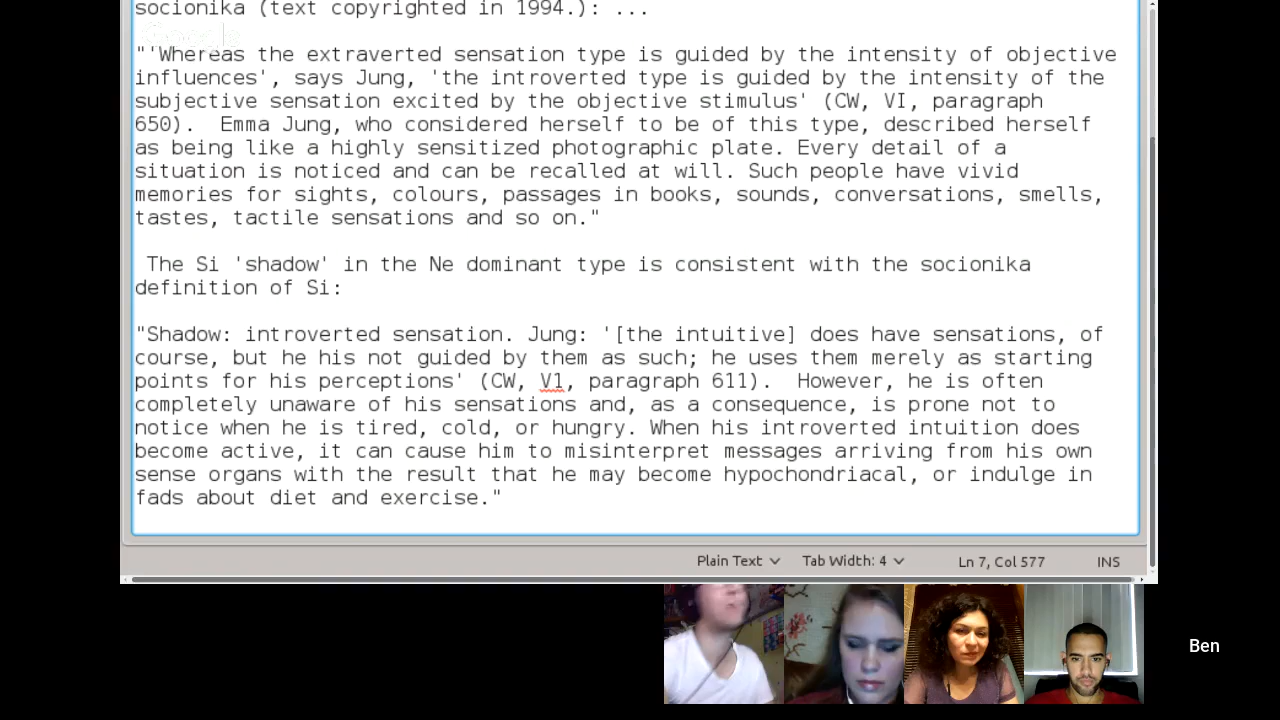 socionika (text copyrighted in 1994.): ...
Google
"'Whereas the extraverted sensation type is guided by the intensity of objective
influences', says Jung, 'the introverted type is guided by the intensity of the
subjective sensation excited by the objective stimulus' (CW, VI, paragraph
650).  Emma Jung, who considered herself to be of this type, described herself
as being like a highly sensitized photographic plate. Every detail of a
situation is noticed and can be recalled at will. Such people have vivid
memories for sights, colours, passages in books, sounds, conversations, smells,
tastes, tactile sensations and so on."
The Si 'shadow' in the Ne dominant type is consistent with the socionika
definition of Si:
"Shadow: introverted sensation. Jung: '[the intuitive] does have sensations, of
course, but he his not guided by them as such; he uses them merely as starting
points for his perceptions' (CW, V1, paragraph 611).  However, he is often
completely unaware of his sensations and, as a consequence, is prone not to
notice when he is tired, cold, or hungry. When his introverted intuition does
become active, it can cause him to misinterpret messages arriving from his own
sense organs with the result that he may become hypochondriacal, or indulge in
fads about diet and exercise."
Plain Text Tab Width: 4 Ln 7, Col 577 INS
Ben